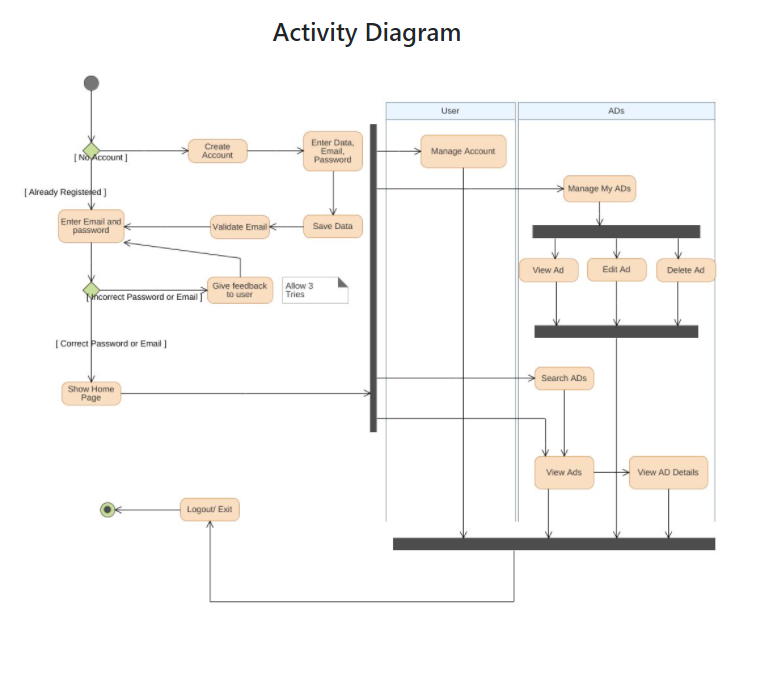 Activity Diagram
User
ADs
[ No Account ]
Create
Account
Enter Data,
Email,
Password
Manage Account
[ Already Registered ]
Manage My ADs
Enter Email and
password
Validate Email
Save Data
View Ad
Edit Ad
Delete Ad
[Incorrect Password or Email ]
Give feedback
to user
Allow 3
Tries
[ Correct Password or Email ]
Search ADs
Show Home
Page
View Ads
View AD Details
Logout/ Exit